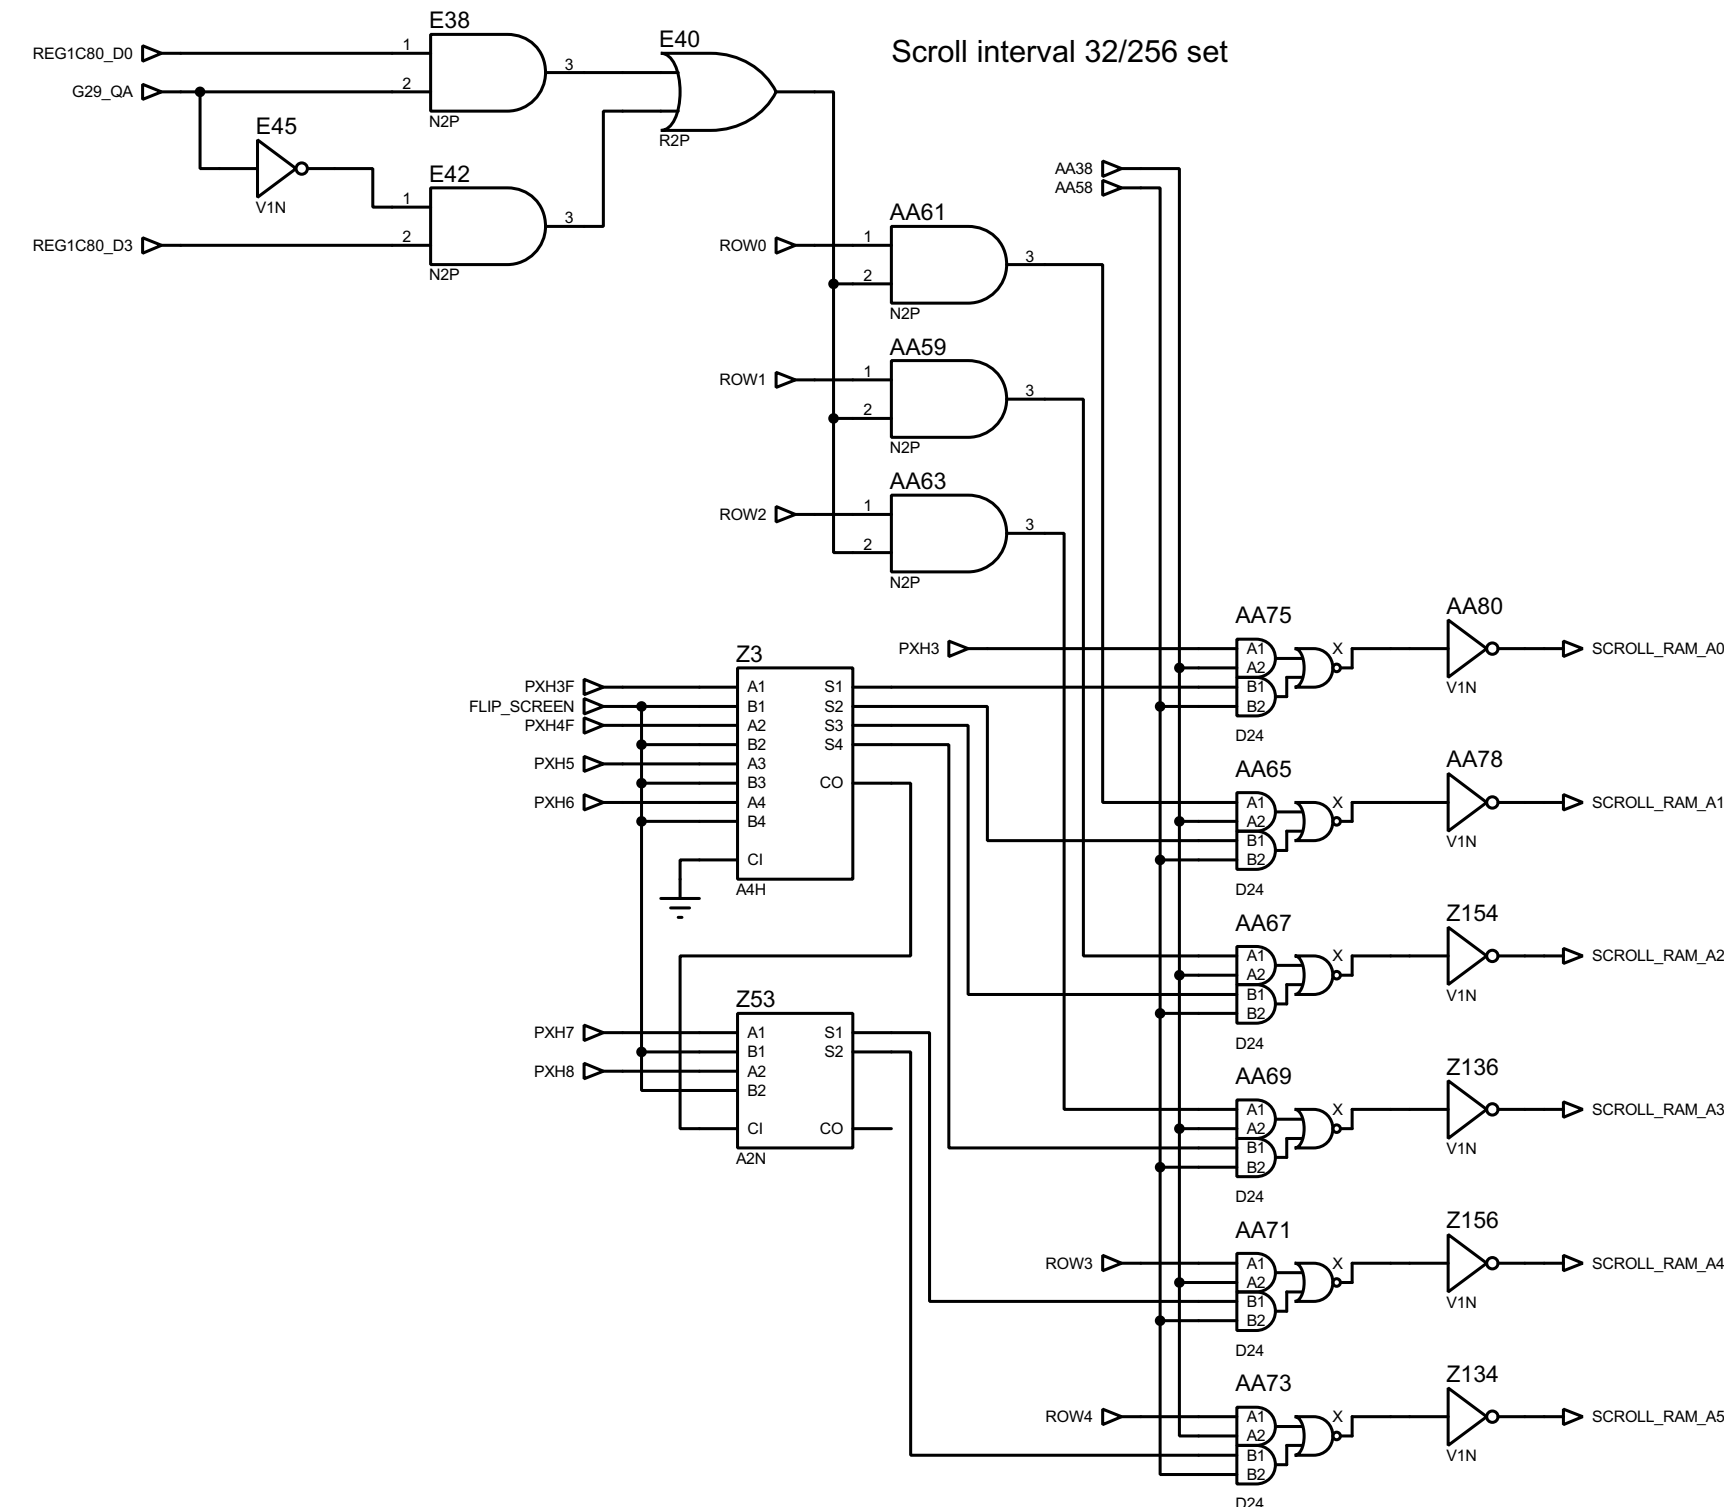 Scroll interval 32/256 set
E38
REG1C80_D0
1
3
G29_QA
2
N2P
E40
R2P
E45
V1N
E42
1
3
REG1C80_D3
2
N2P
AA38
AA58
AA61
ROW0
1
3
2
N2P
AA59
ROW1
1
3
2
N2P
AA63
ROW2
1
3
2
N2P
Z3
PXH3F A1 S1
FLIP_SCREEN B1 S2
PXH4F A2 S3
B2 S4
PXH5 A3
B3 CO
PXH6 A4
B4
CI
A4H
Z53
PXH7 A1 S1
B1 S2
PXH8 A2
B2
CI CO
A2N
AA75 AA80
PXH3 A1 X SCROLL_RAM_A0
A2
B1 V1N
B2
D24
AA65 AA78
A1 X SCROLL_RAM_A1
A2
B1 V1N
B2
D24
AA67 Z154
A1 X SCROLL_RAM_A2
A2
B1 V1N
B2
D24
AA69 Z136
A1 X SCROLL_RAM_A3
A2
B1 V1N
B2
D24
AA71 Z156
ROW3 A1 X SCROLL_RAM_A4
A2
B1 V1N
B2
D24
AA73 Z134
ROW4 A1 X SCROLL_RAM_A5
A2
B1 V1N
B2
D24